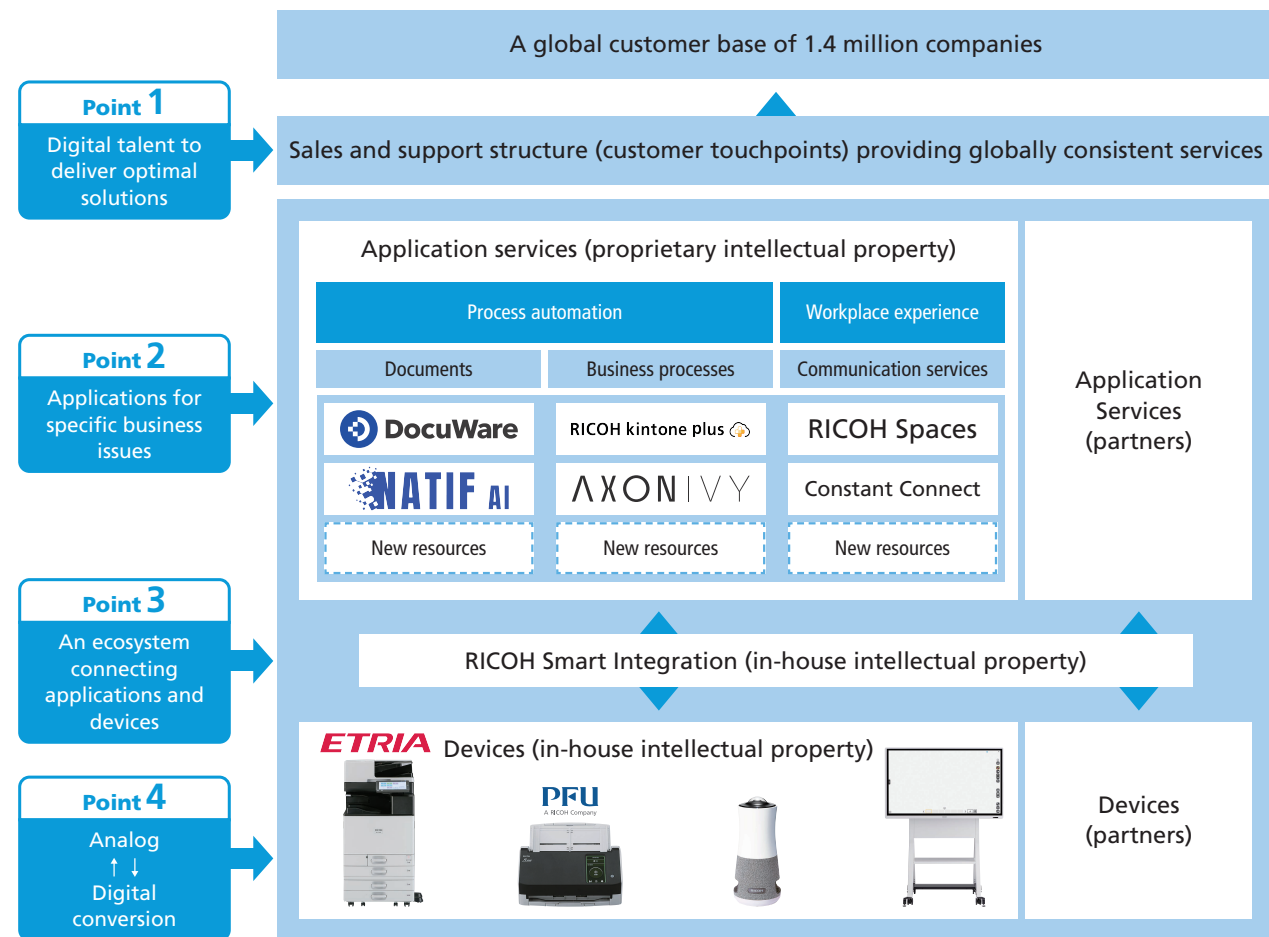 A global customer base of 1.4 million companies
Point 1
Digital talent to
deliver optimal
solutions
Sales and support structure (customer touchpoints) providing globally consistent services
Application services (proprietary intellectual property)
Process automation
Workplace experience
Documents
Business processes
Communication services
DocuWare
RICOH kintone plus
RICOH Spaces
NATIF AI
AXONIVY
Constant Connect
New resources
New resources
New resources
Application
Services
(partners)
Point 2
Applications for
specific business
issues
Point 3
An ecosystem
connecting
applications and
devices
RICOH Smart Integration (in-house intellectual property)
Point 4
Analog
↑ ↓
Digital
conversion
ETRIA
Devices (in-house intellectual property)
PFU
A RICOH Company
Devices
(partners)